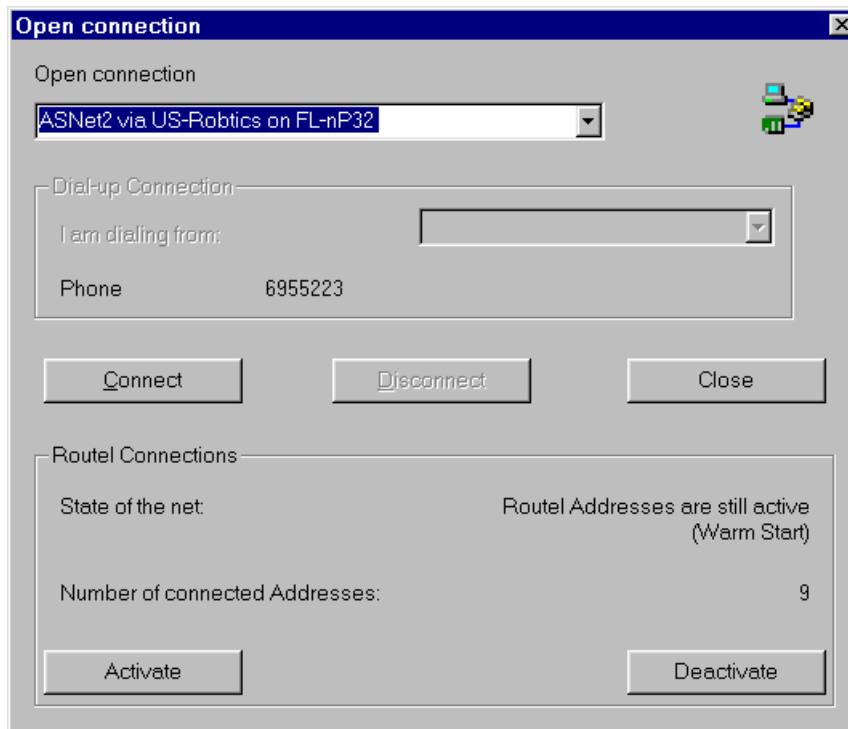 Open connection
Open connection
ASNet2 via US-Robtics on FL-nP32
Dial-up Connection
I am dialing from:
Phone 6955223
Connect Disconnect Close
Routel Connections
State of the net: Routel Addresses are still active
(Warm Start)
Number of connected Addresses: 9
Activate Deactivate